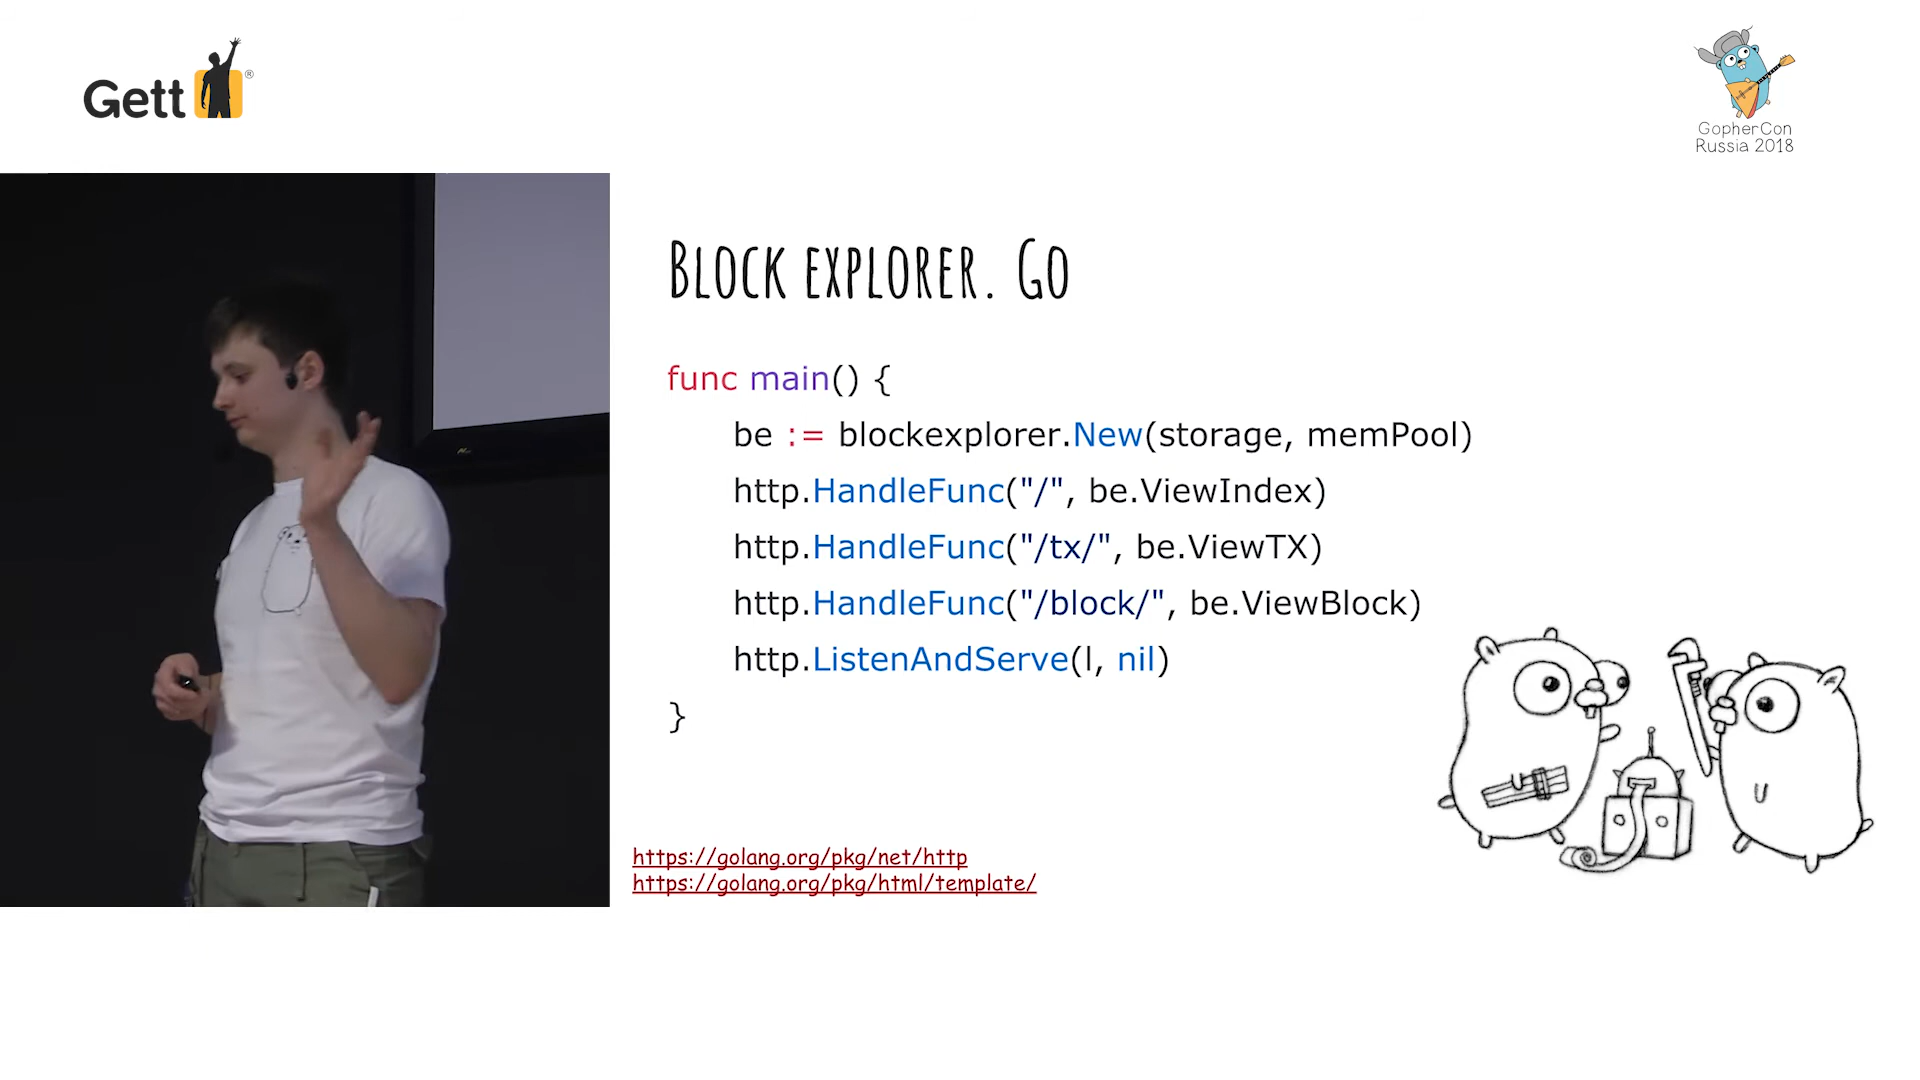 Gett®
GopherCon
Russia 2018
Block explorer. Go
func main() {
be := blockexplorer.New(storage, memPool)
http.HandleFunc("/", be.ViewIndex)
http.HandleFunc("/tx/", be.ViewTX)
http.HandleFunc("/block/", be.ViewBlock)
http.ListenAndServe(l, nil)
}
https://golang.org/pkg/net/http
https://golang.org/pkg/html/template/